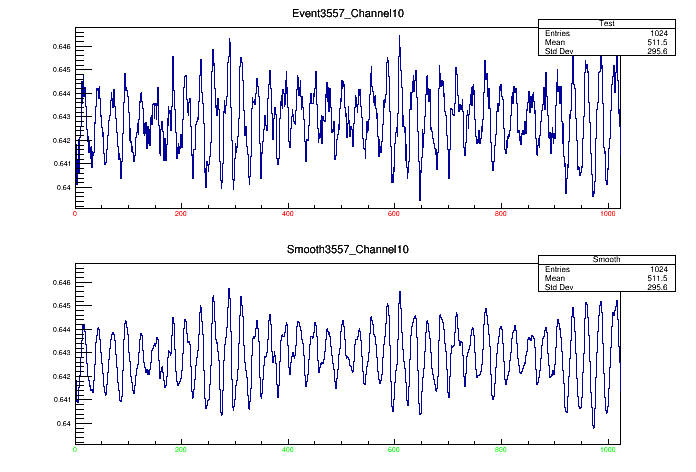 Event3557_Channel10
Test
Entries 1024
Mean 511.5
Std Dev 295.6
0.646
0.645
0.644
0.643
0.642
0.641
0.64
0 200 400 600 800 1000
Smooth3557_Channel10
Smooth
Entries 1024
Mean 511.5
Std Dev 295.6
0.646
0.645
0.644
0.643
0.642
0.641
0.64
0 200 400 600 800 1000